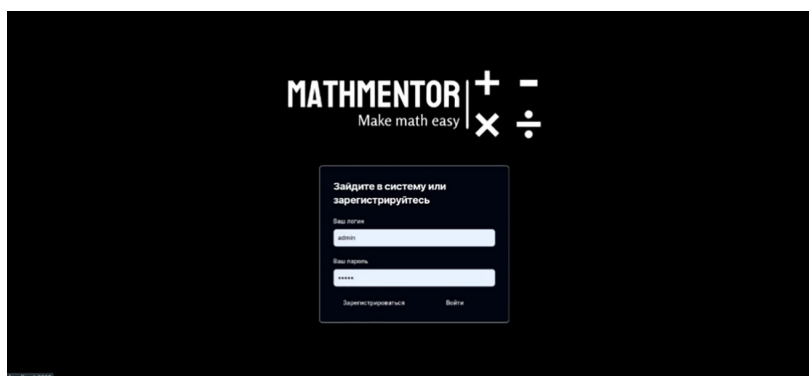 MATHMENTOR
Make math easy
+ -
× ÷
Зайдите в систему или
зарегистрируйтесь
Ваш логин
admin
Ваш пароль
•••••
Зарегистрироваться Войти